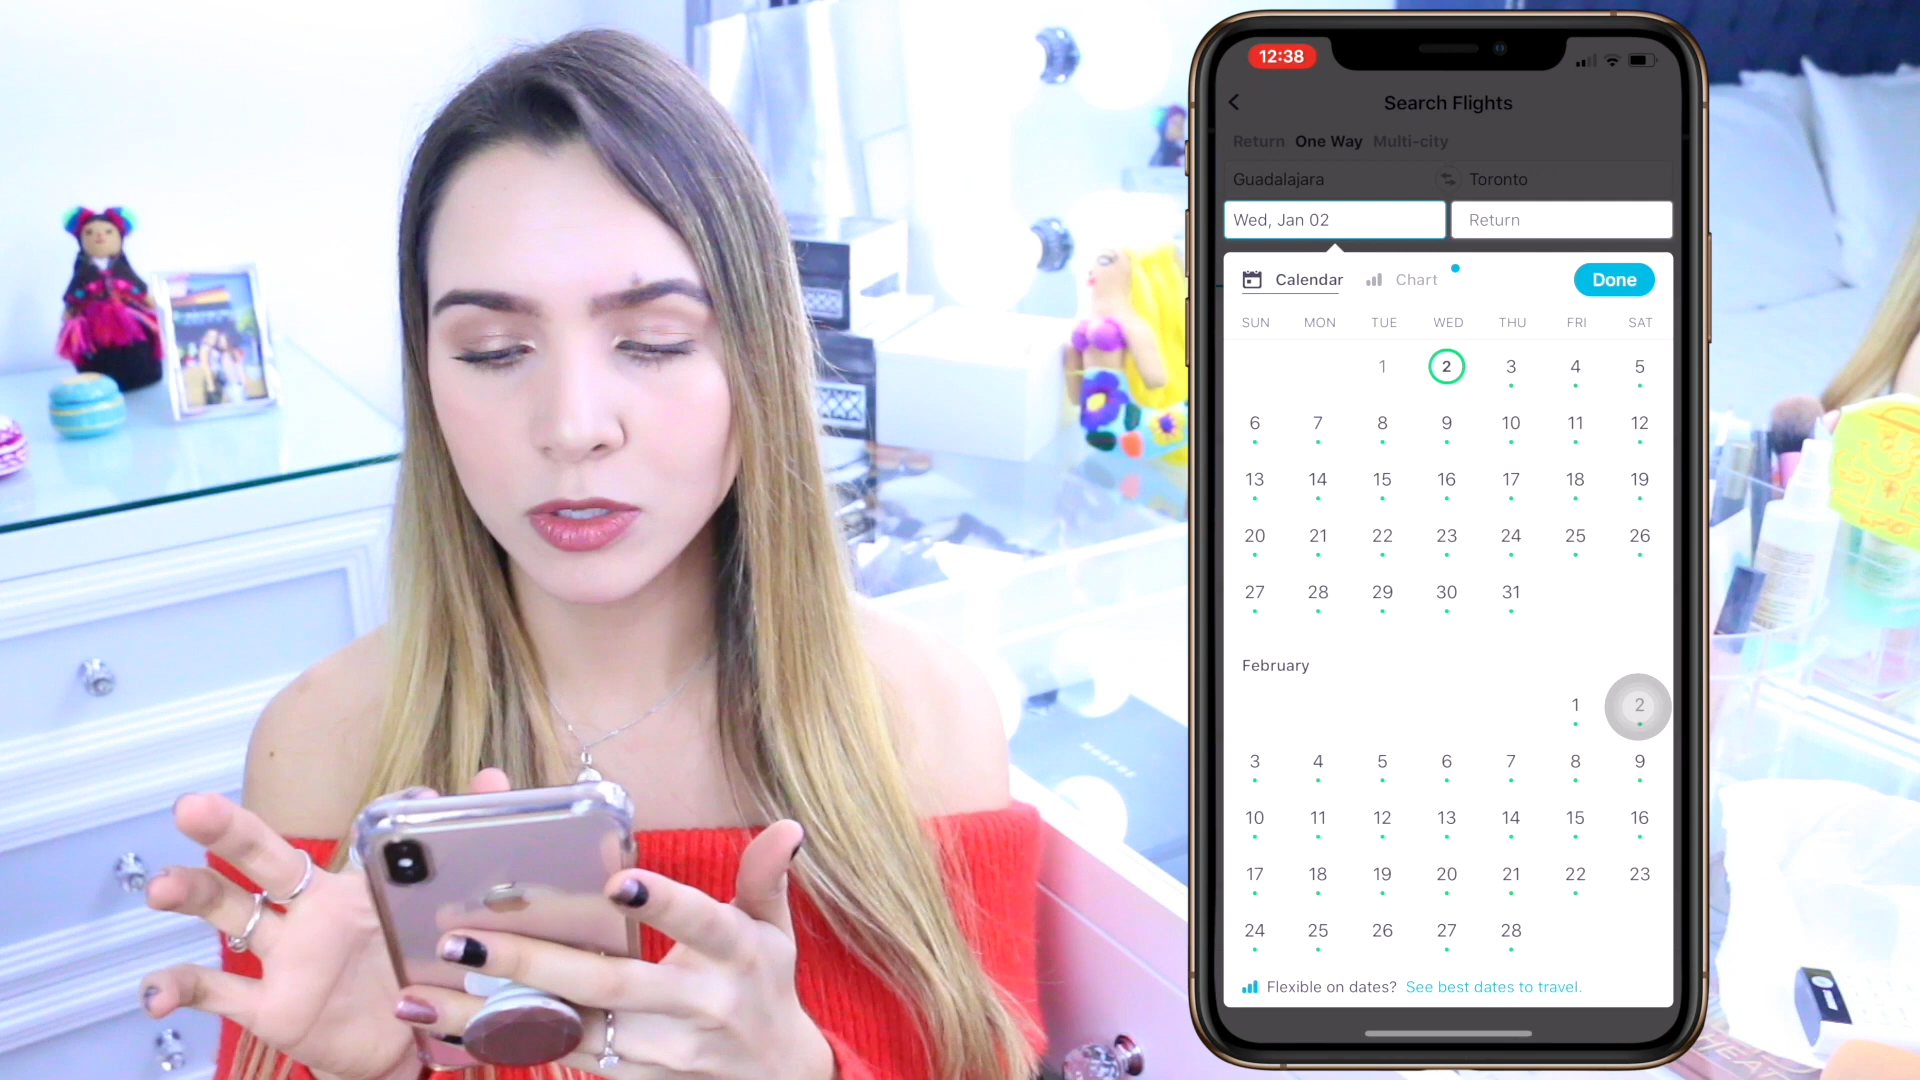 12:38
Search Flights
Return One Way Multi-city
Guadalajara Toronto
Wed, Jan 02 Return
Calendar Chart Done
SUN MON TUE WED THU FRI SAT
1 2 3 4 5
6 7 8 9 10 11 12
13 14 15 16 17 18 19
20 21 22 23 24 25 26
27 28 29 30 31
February
1 2
3 4 5 6 7 8 9
10 11 12 13 14 15 16
17 18 19 20 21 22 23
24 25 26 27 28
Flexible on dates? See best dates to travel.